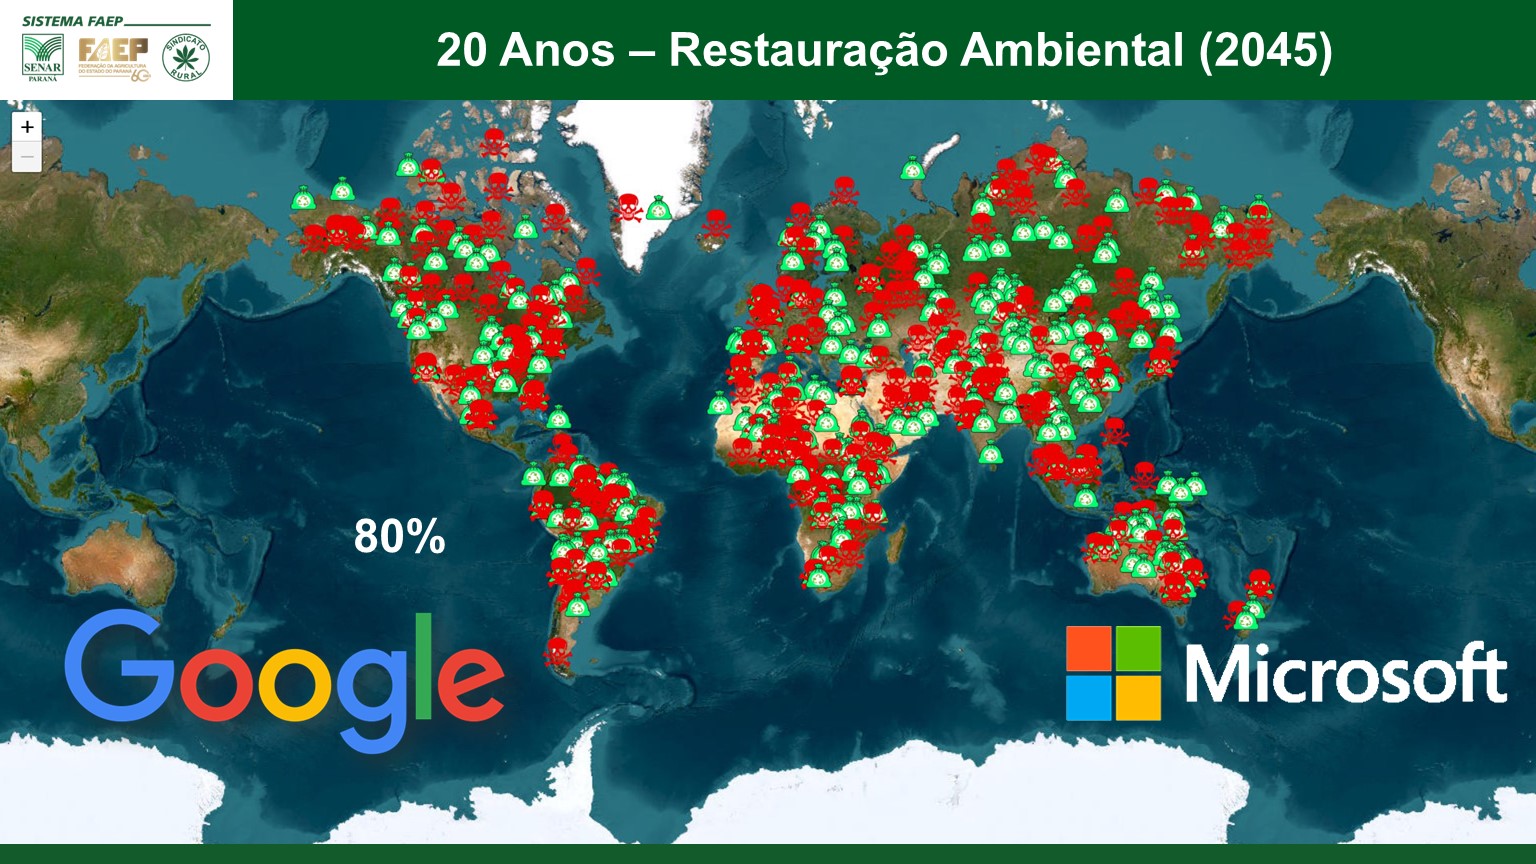 SISTEMA FAEP
SENAR
PARANÁ
FAEP
FEDERAÇÃO DA AGRICULTURA
DO ESTADO DO PARANÁ
60
SINDICATO
RURAL
20 Anos – Restauração Ambiental (2045)
+
−
80%
Google
Microsoft